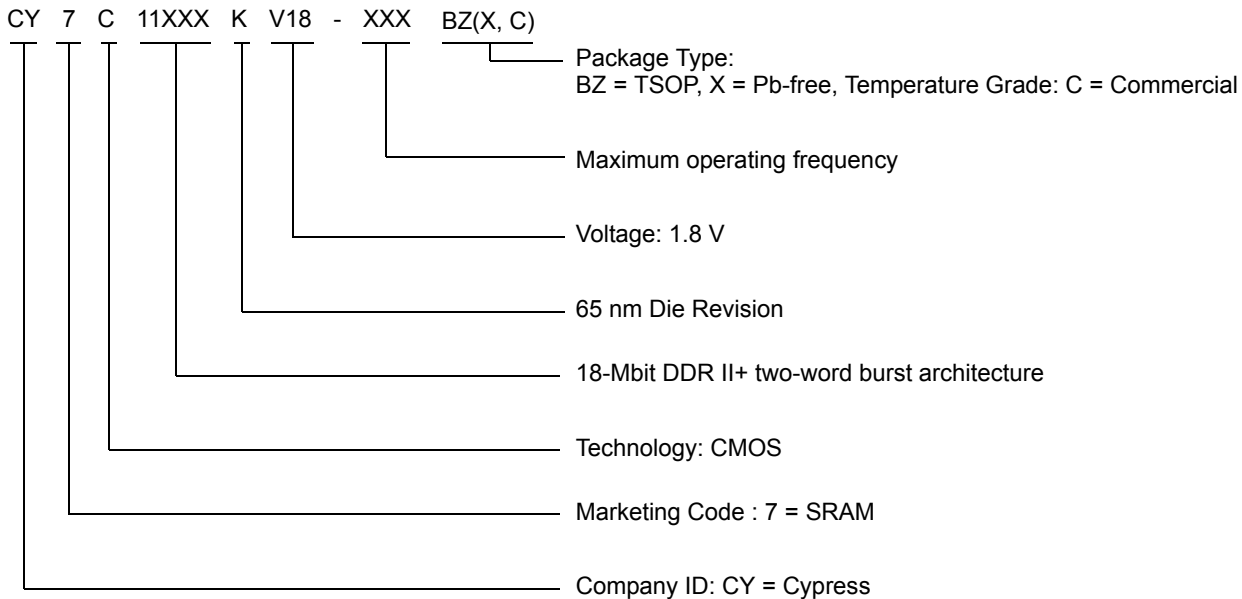 CY 7 C 11XXX K V18 - XXX BZ(X, C)
Package Type:
BZ = TSOP, X = Pb-free, Temperature Grade: C = Commercial
Maximum operating frequency
Voltage: 1.8 V
65 nm Die Revision
18-Mbit DDR II+ two-word burst architecture
Technology: CMOS
Marketing Code : 7 = SRAM
Company ID: CY = Cypress